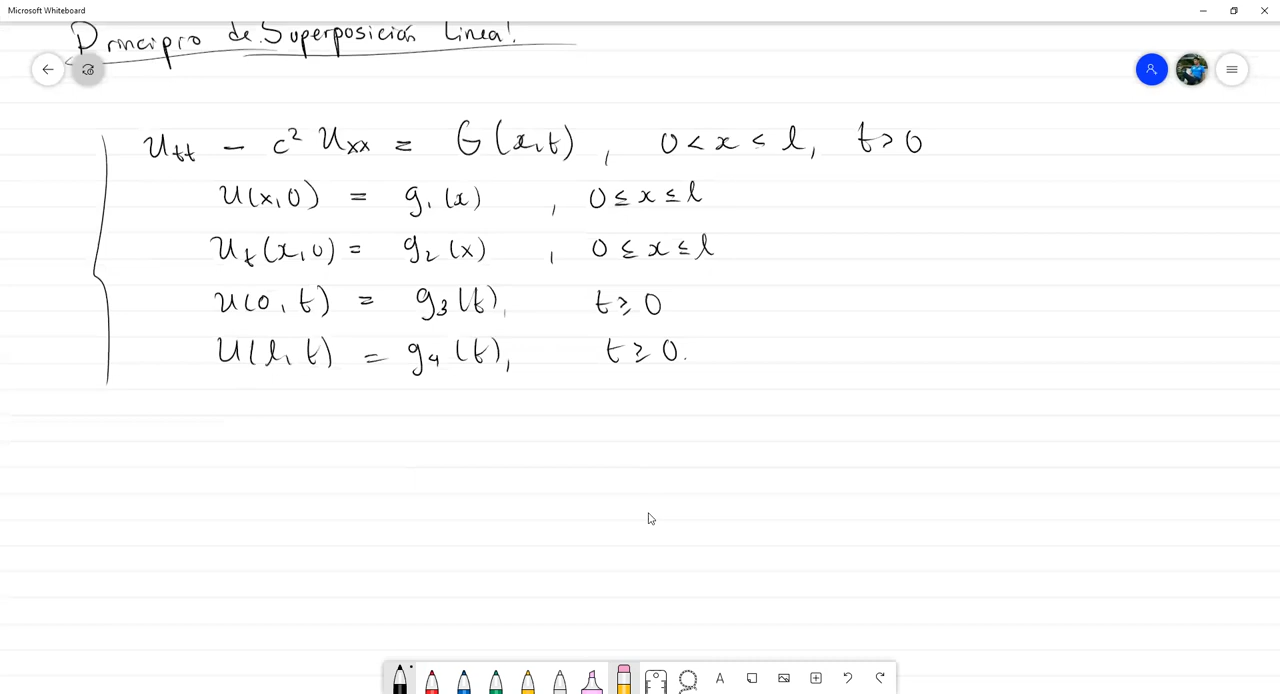 Microsoft Whiteboard
Principio de Superposición Lineal
u_tt - c² u_xx = G(x,t), 0 < x < l, t > 0
u(x,0) = g₁(x), 0 ≤ x ≤ l
u_t(x,0) = g₂(x), 0 ≤ x ≤ l
u(0,t) = g₃(t), t ≥ 0
u(l,t) = g₄(t), t ≥ 0.
A